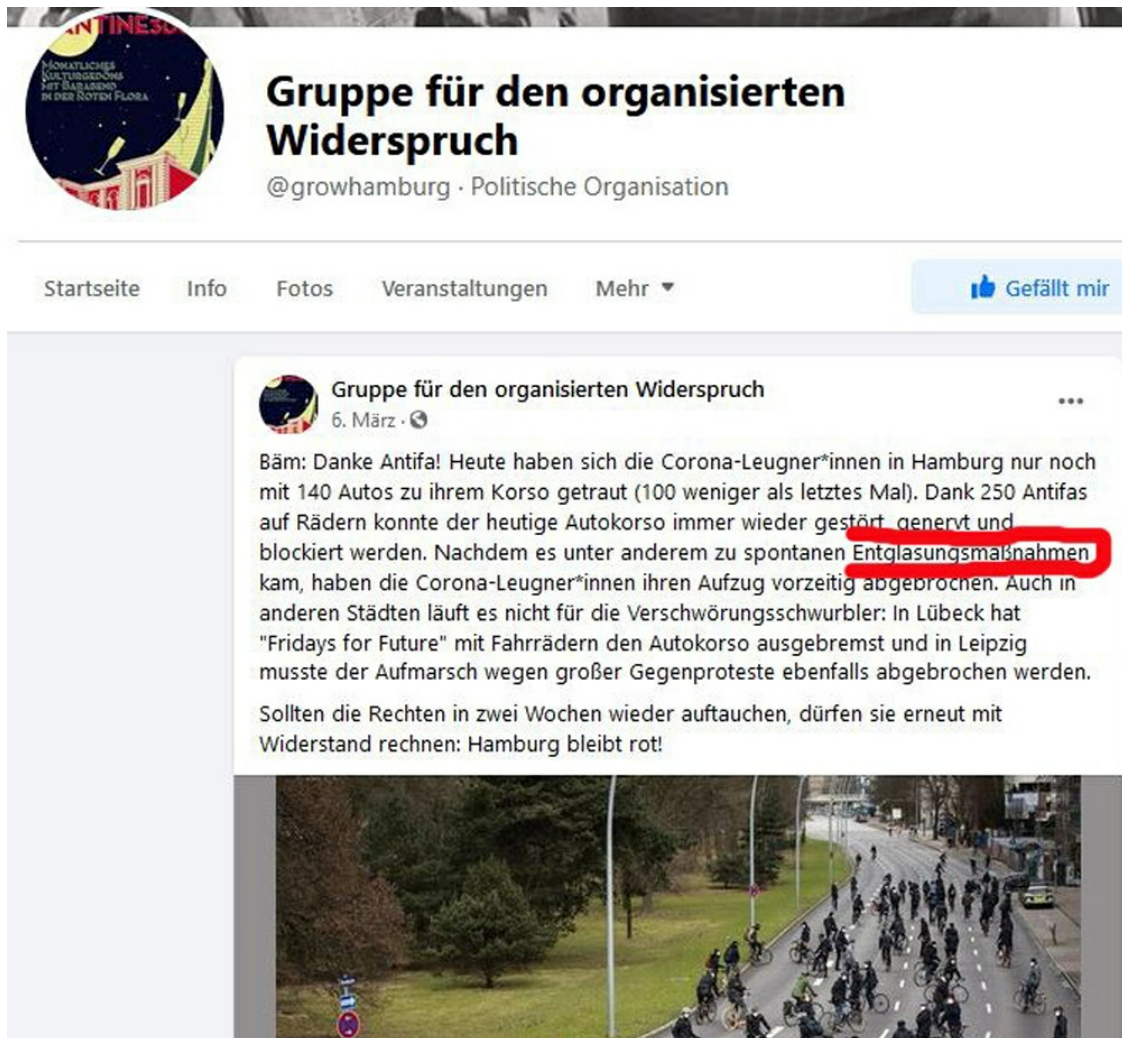 ANTINE
MONATLICHES
KULTURGEDÖNS
MIT BARABEND
IN DER ROTEN FLORA
Gruppe für den organisierten
Widerspruch
@growhamburg · Politische Organisation
Startseite Info Fotos Veranstaltungen Mehr Gefällt mir
Gruppe für den organisierten Widerspruch
6. März ·
Bäm: Danke Antifa! Heute haben sich die Corona-Leugner*innen in Hamburg nur noch
mit 140 Autos zu ihrem Korso getraut (100 weniger als letztes Mal). Dank 250 Antifas
auf Rädern konnte der heutige Autokorso immer wieder gestört, genervt und
blockiert werden. Nachdem es unter anderem zu spontanen Entglasungsmaßnahmen
kam, haben die Corona-Leugner*innen ihren Aufzug vorzeitig abgebrochen. Auch in
anderen Städten läuft es nicht für die Verschwörungsschwurbler: In Lübeck hat
"Fridays for Future" mit Fahrrädern den Autokorso ausgebremst und in Leipzig
musste der Aufmarsch wegen großer Gegenproteste ebenfalls abgebrochen werden.
Sollten die Rechten in zwei Wochen wieder auftauchen, dürfen sie erneut mit
Widerstand rechnen: Hamburg bleibt rot!